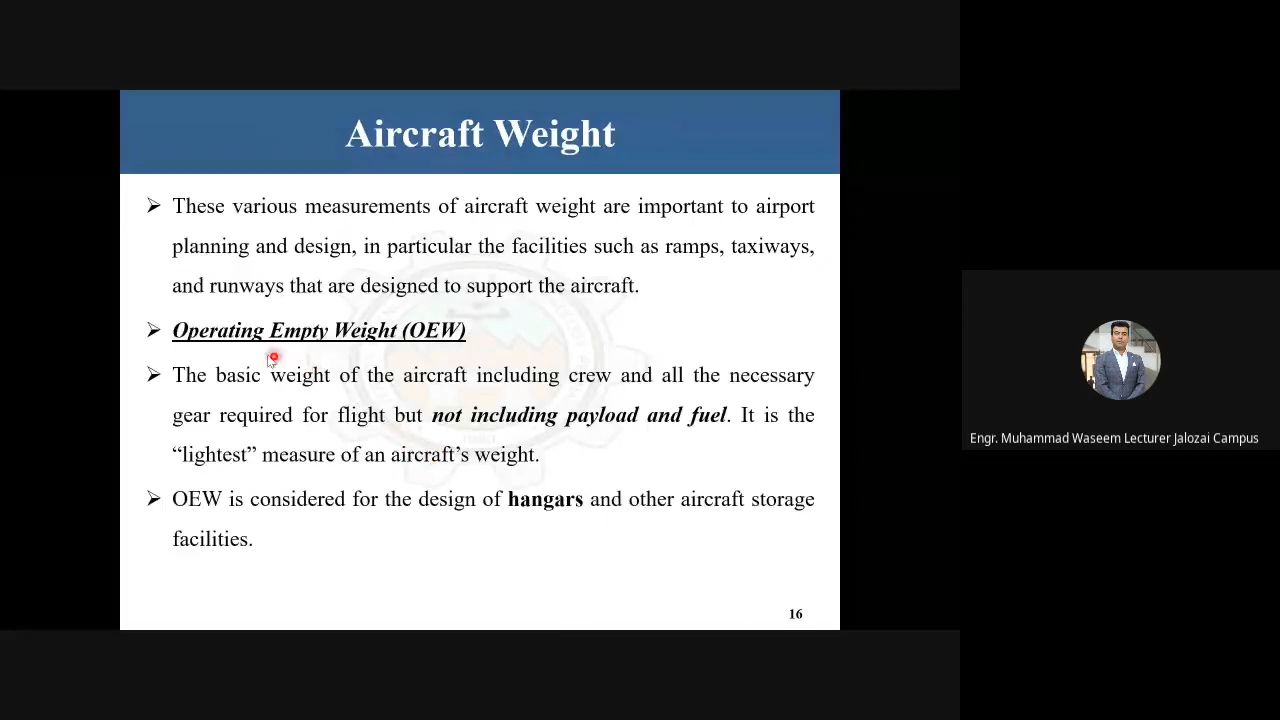 Aircraft Weight
➢ These various measurements of aircraft weight are important to airport
planning and design, in particular the facilities such as ramps, taxiways,
and runways that are designed to support the aircraft.
➢ Operating Empty Weight (OEW)
➢ The basic weight of the aircraft including crew and all the necessary
gear required for flight but not including payload and fuel. It is the
“lightest” measure of an aircraft’s weight.
➢ OEW is considered for the design of hangars and other aircraft storage
facilities.
16
Engr. Muhammad Waseem Lecturer Jalozai Campus